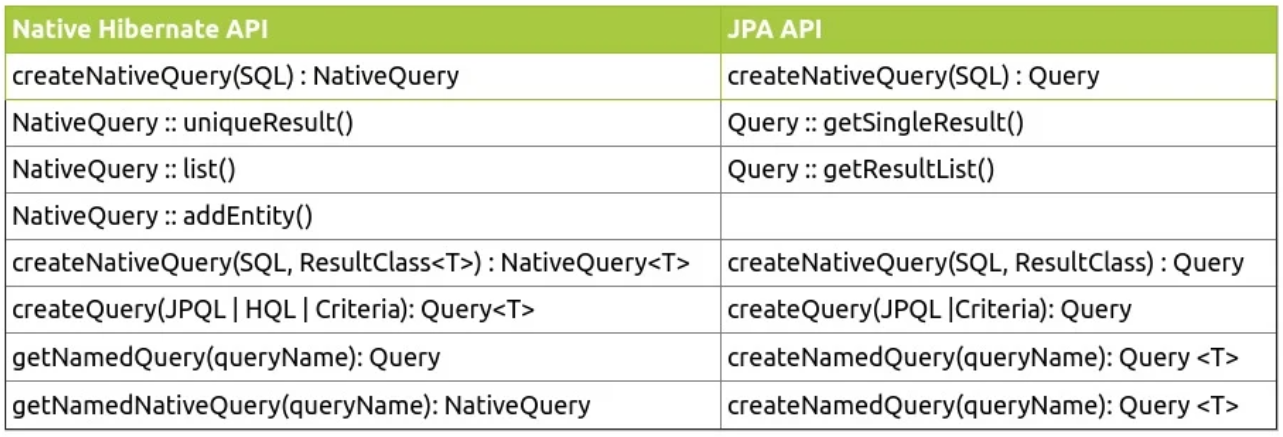 Native Hibernate API JPA API
createNativeQuery(SQL) : NativeQuery createNativeQuery(SQL) : Query
NativeQuery :: uniqueResult() Query :: getSingleResult()
NativeQuery :: list() Query :: getResultList()
NativeQuery :: addEntity()
createNativeQuery(SQL, ResultClass<T>) : NativeQuery<T> createNativeQuery(SQL, ResultClass) : Query
createQuery(JPQL | HQL | Criteria): Query<T> createQuery(JPQL |Criteria): Query
getNamedQuery(queryName): Query createNamedQuery(queryName): Query <T>
getNamedNativeQuery(queryName): NativeQuery createNamedQuery(queryName): Query <T>